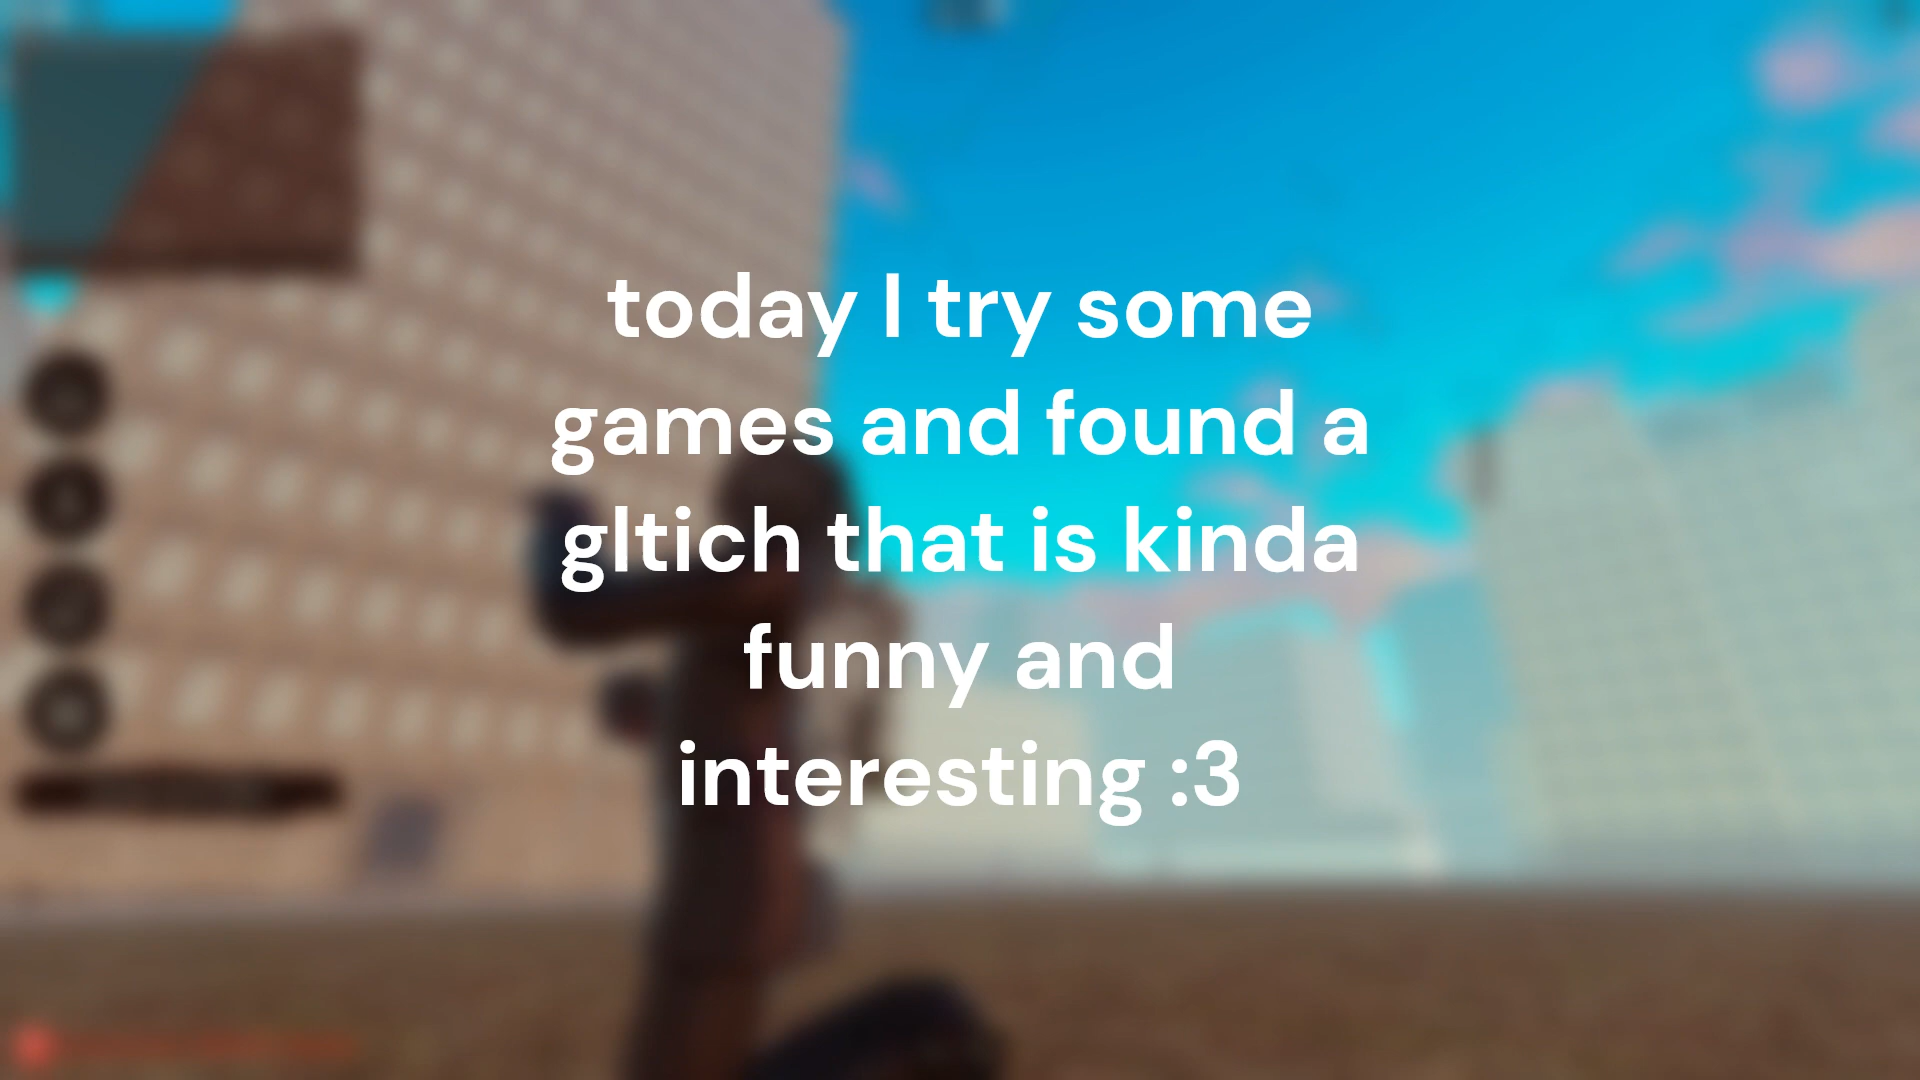 today I try some
games and found a
gltich that is kinda
funny and
interesting :3